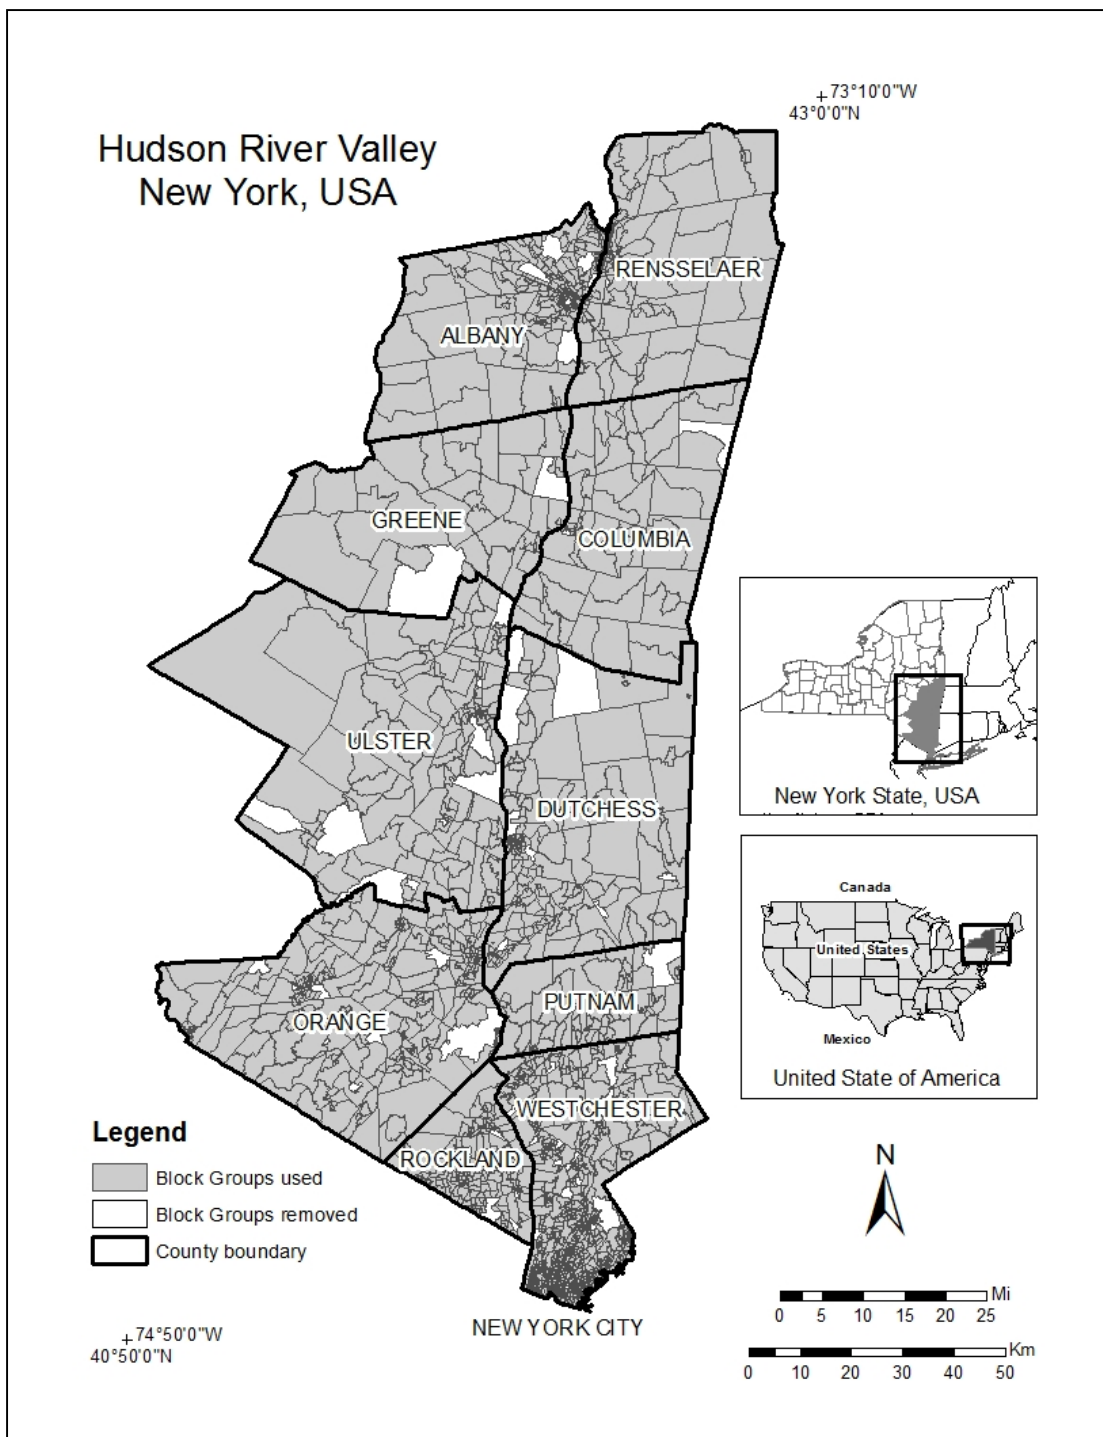 73°10'0"W
43°0'0"N
Hudson River Valley
New York, USA
RENSSELAER
ALBANY
GREENE
COLUMBIA
ULSTER
DUTCHESS
New York State, USA
Canada
United States
Mexico
United State of America
PUTNAM
ORANGE
WESTCHESTER
ROCKLAND
Legend
Block Groups used
Block Groups removed
County boundary
N
Mi
0 5 10 15 20 25
Km
0 10 20 30 40 50
NEW YORK CITY
74°50'0"W
40°50'0"N